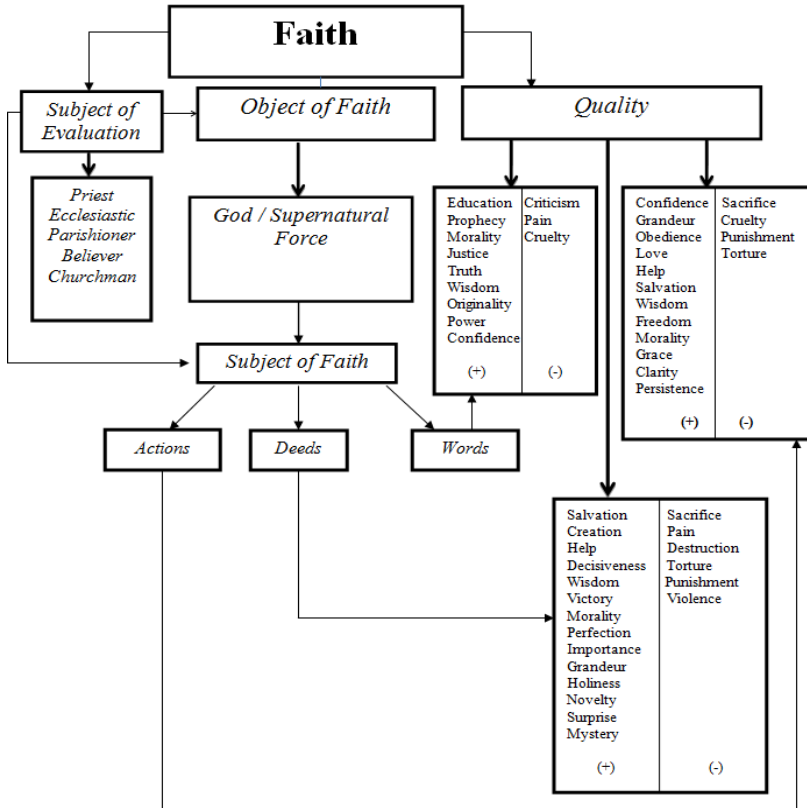 Faith
Subject of
Evaluation
Object of Faith
Quality
Priest
Ecclesiastic
Parishioner
Believer
Churchman
God / Supernatural
Force
Education
Prophecy
Morality
Justice
Truth
Wisdom
Originality
Power
Confidence
(+)
Criticism
Pain
Cruelty
(-)
Confidence
Grandeur
Obedience
Love
Help
Salvation
Wisdom
Freedom
Morality
Grace
Clarity
Persistence
(+)
Sacrifice
Cruelty
Punishment
Torture
(-)
Subject of Faith
Actions
Deeds
Words
Salvation
Creation
Help
Decisiveness
Wisdom
Victory
Morality
Perfection
Importance
Grandeur
Holiness
Novelty
Surprise
Mystery
(+)
Sacrifice
Pain
Destruction
Torture
Punishment
Violence
(-)